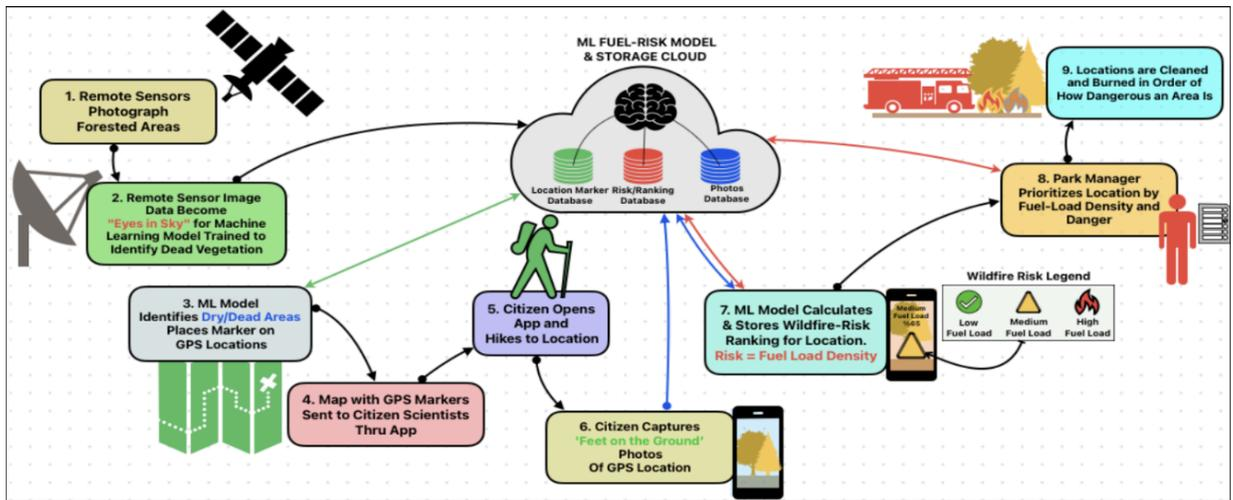 ML FUEL-RISK MODEL
& STORAGE CLOUD
Location Marker
Database
Risk/Ranking
Database
Photos
Database
1. Remote Sensors
Photograph
Forested Areas
2. Remote Sensor Image
Data Become
"Eyes in Sky" for Machine
Learning Model Trained to
Identify Dead Vegetation
3. ML Model
Identifies Dry/Dead Areas
Places Marker on
GPS Locations
4. Map with GPS Markers
Sent to Citizen Scientists
Thru App
5. Citizen Opens
App and
Hikes to Location
6. Citizen Captures
'Feet on the Ground'
Photos
Of GPS Location
7. ML Model Calculates
& Stores Wildfire-Risk
Ranking for Location.
Risk = Fuel Load Density
Medium
Fuel Load
%65
Wildfire Risk Legend
Low
Fuel Load
Medium
Fuel Load
High
Fuel Load
8. Park Manager
Prioritizes Location by
Fuel-Load Density and
Danger
9. Locations are Cleaned
and Burned in Order of
How Dangerous an Area Is